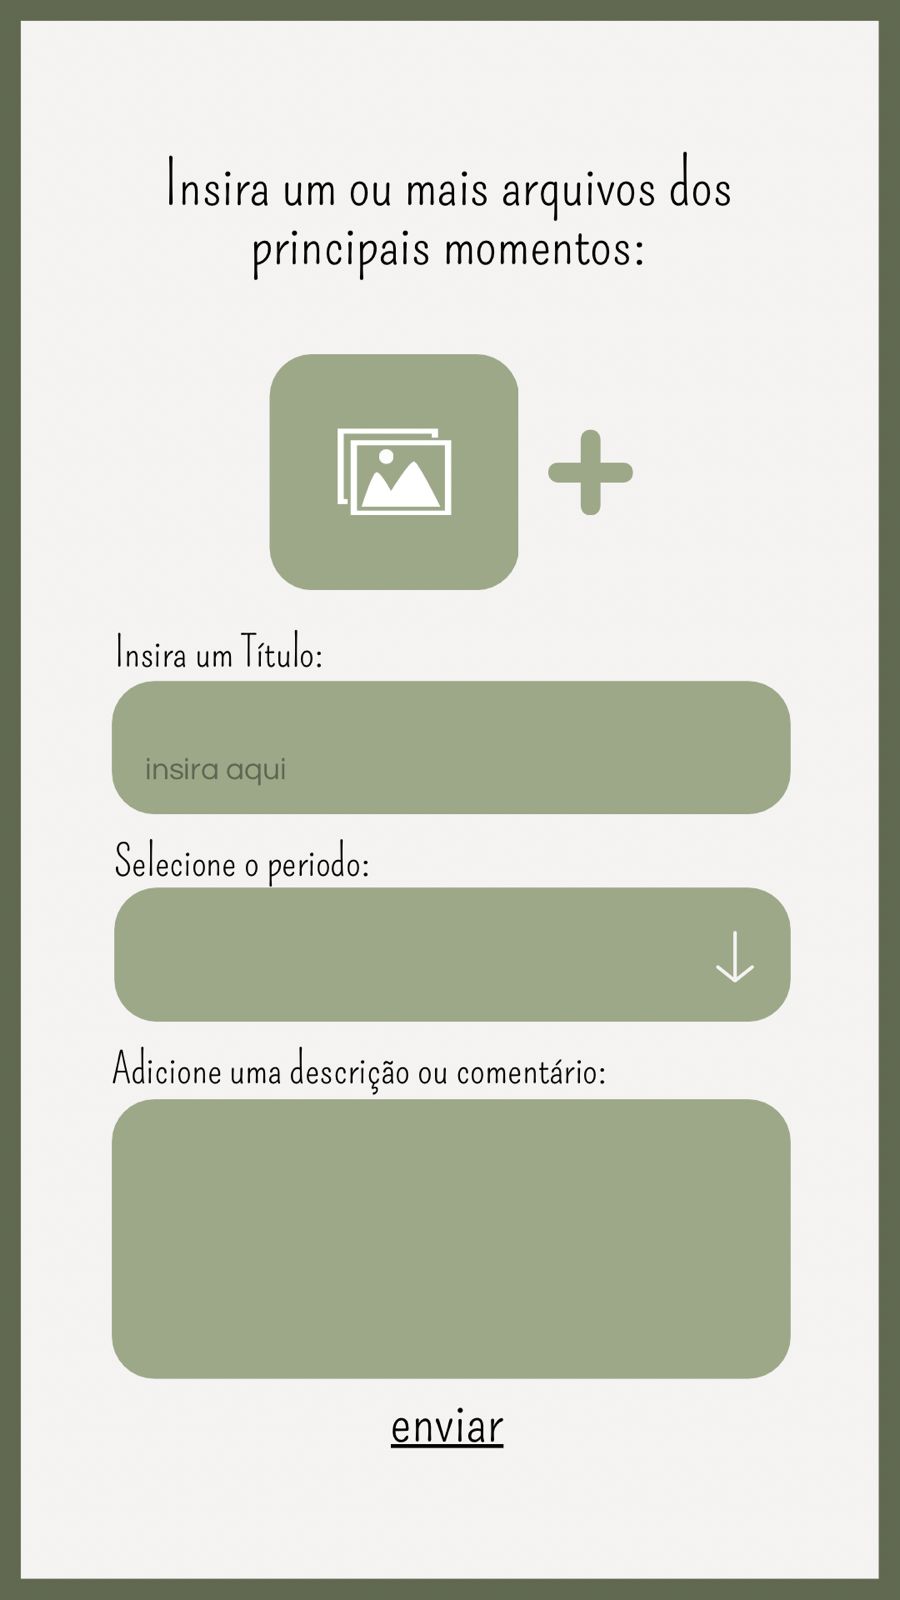 Insira um ou mais arquivos dos
principais momentos:
Insira um Título:
insira aqui
Selecione o periodo:
Adicione uma descrição ou comentário:
enviar